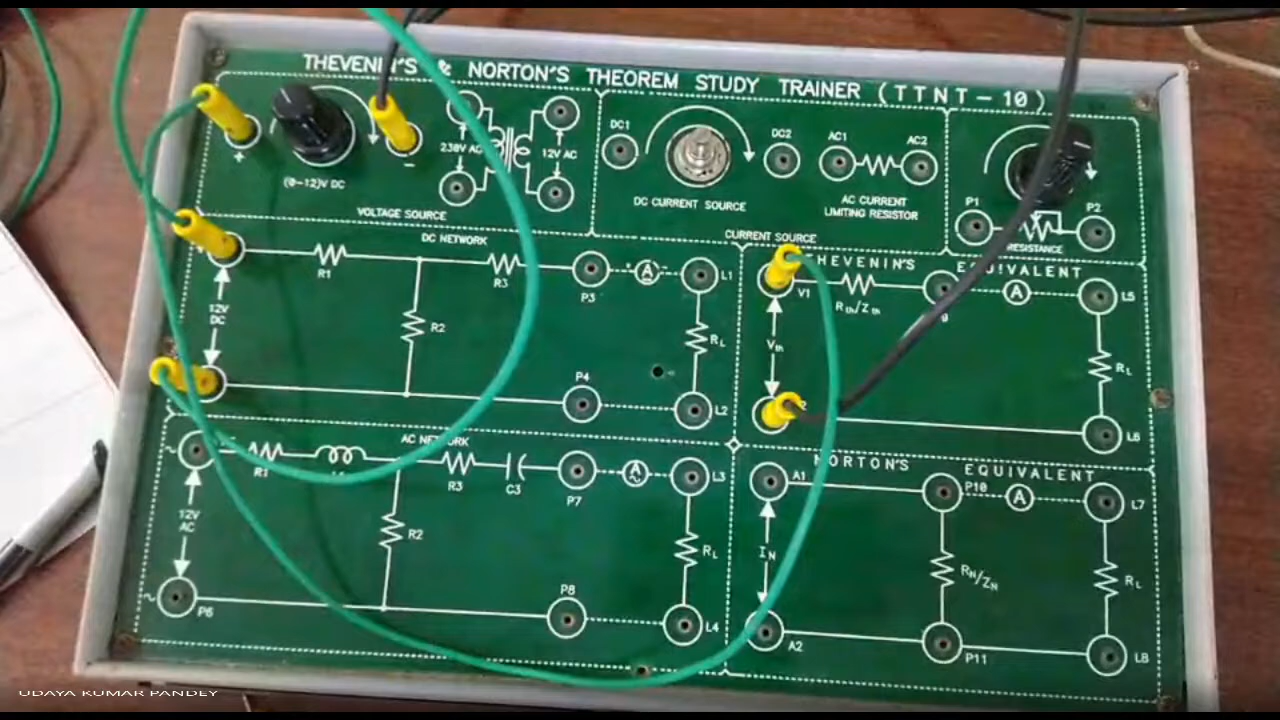 THEVENIN'S & NORTON'S THEOREM STUDY TRAINER (TTNT-10)
+
-
(0-12)V DC
230V AC
12V AC
VOLTAGE SOURCE
DC1
DC2
DC CURRENT SOURCE
AC1
AC2
AC CURRENT
LIMITING RESISTOR
CURRENT SOURCE
P1
P2
RESISTANCE
DC NETWORK
12V
DC
R1
R2
R3
P3
A
L1
RL
P4
L2
THEVENIN'S EQUIVALENT
V1
Rth/Zth
A
L5
Vth
RL
L6
AC NETWORK
~
12V
AC
~
P6
R1
R2
R3
C3
P7
A
L3
RL
P8
L4
NORTON'S EQUIVALENT
A1
P10
A
L7
IN
RN/ZN
RL
A2
P11
L8
UDAYA KUMAR PANDEY